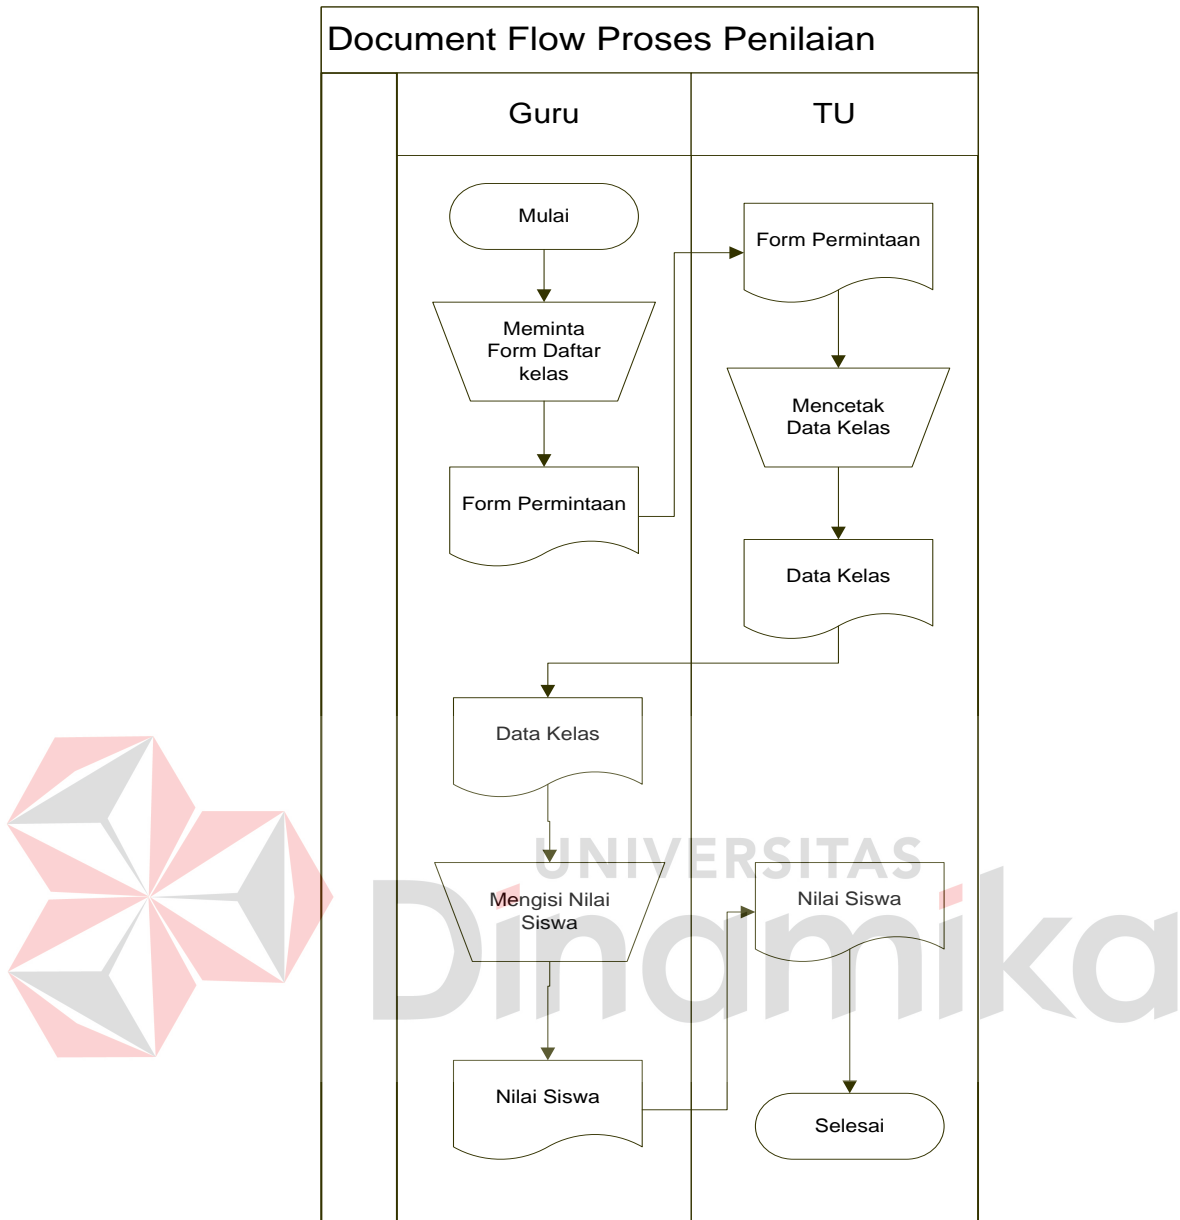 Document Flow Proses Penilaian
Guru
TU
Mulai
Form Permintaan
Meminta
Form Daftar
kelas
Mencetak
Data Kelas
Form Permintaan
Data Kelas
Data Kelas
UNIVERSITAS
Dinamika
Mengisi Nilai
Siswa
Nilai Siswa
Nilai Siswa
Selesai